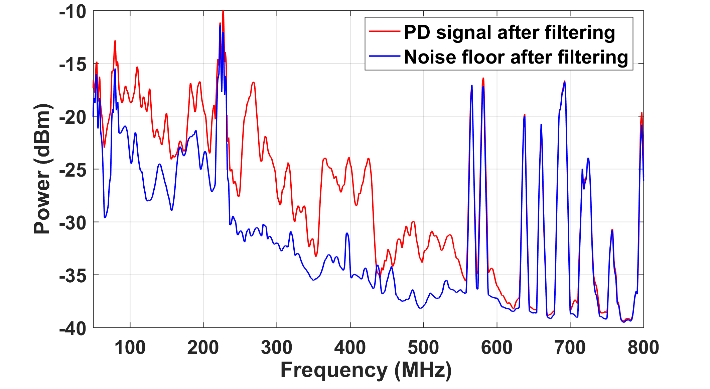 -10
PD signal after filtering
Noise floor after filtering
-15
-20
-25
-30
-35
-40
Power (dBm)
100 200 300 400 500 600 700 800
Frequency (MHz)